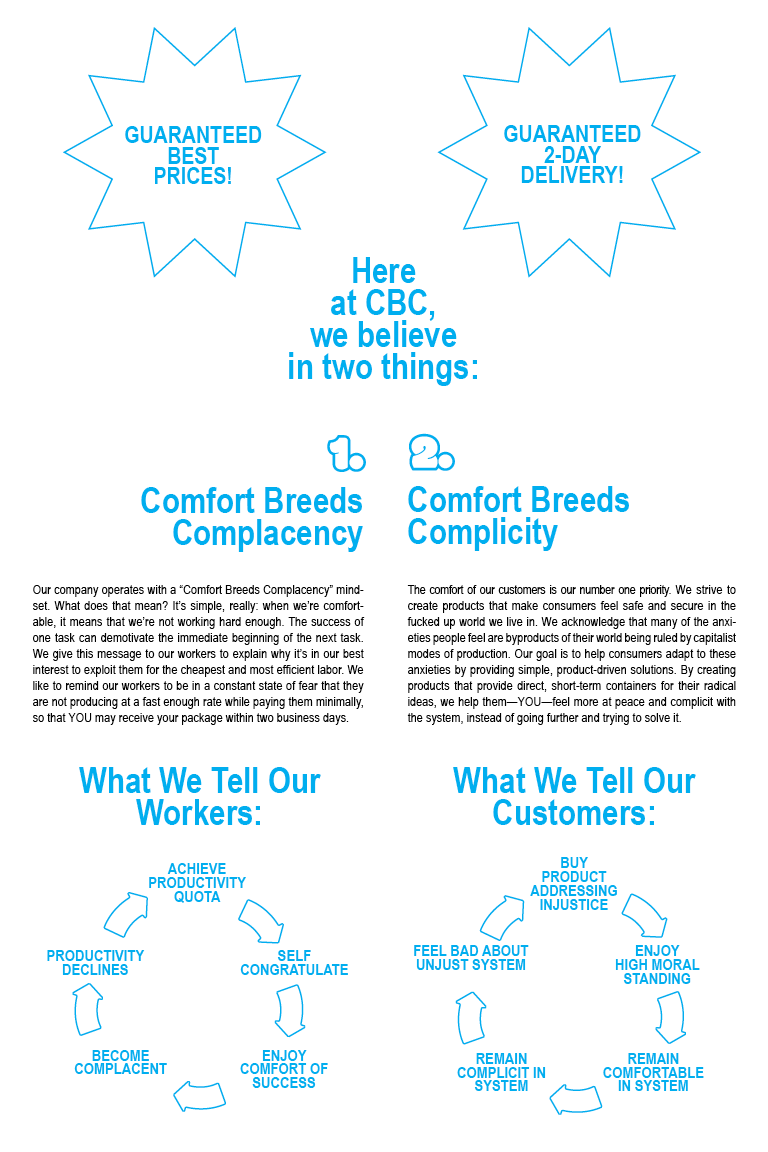 GUARANTEED
BEST
PRICES!
GUARANTEED
2-DAY
DELIVERY!
Here
at CBC,
we believe
in two things:
1.
Comfort Breeds
Complacency
Our company operates with a “Comfort Breeds Complacency” mind-
set. What does that mean? It’s simple, really: when we’re comfort-
able, it means that we’re not working hard enough. The success of
one task can demotivate the immediate beginning of the next task.
We give this message to our workers to explain why it’s in our best
interest to exploit them for the cheapest and most efficient labor. We
like to remind our workers to be in a constant state of fear that they
are not producing at a fast enough rate while paying them minimally,
so that YOU may receive your package within two business days.
2.
Comfort Breeds
Complicity
The comfort of our customers is our number one priority. We strive to
create products that make consumers feel safe and secure in the
fucked up world we live in. We acknowledge that many of the anxi-
eties people feel are byproducts of their world being ruled by capitalist
modes of production. Our goal is to help consumers adapt to these
anxieties by providing simple, product-driven solutions. By creating
products that provide direct, short-term containers for their radical
ideas, we help them—YOU—feel more at peace and complicit with
the system, instead of going further and trying to solve it.
What We Tell Our
Workers:
ACHIEVE
PRODUCTIVITY
QUOTA
SELF
CONGRATULATE
ENJOY
COMFORT OF
SUCCESS
BECOME
COMPLACENT
PRODUCTIVITY
DECLINES
What We Tell Our
Customers:
BUY
PRODUCT
ADDRESSING
INJUSTICE
ENJOY
HIGH MORAL
STANDING
REMAIN
COMFORTABLE
IN SYSTEM
REMAIN
COMPLICIT IN
SYSTEM
FEEL BAD ABOUT
UNJUST SYSTEM